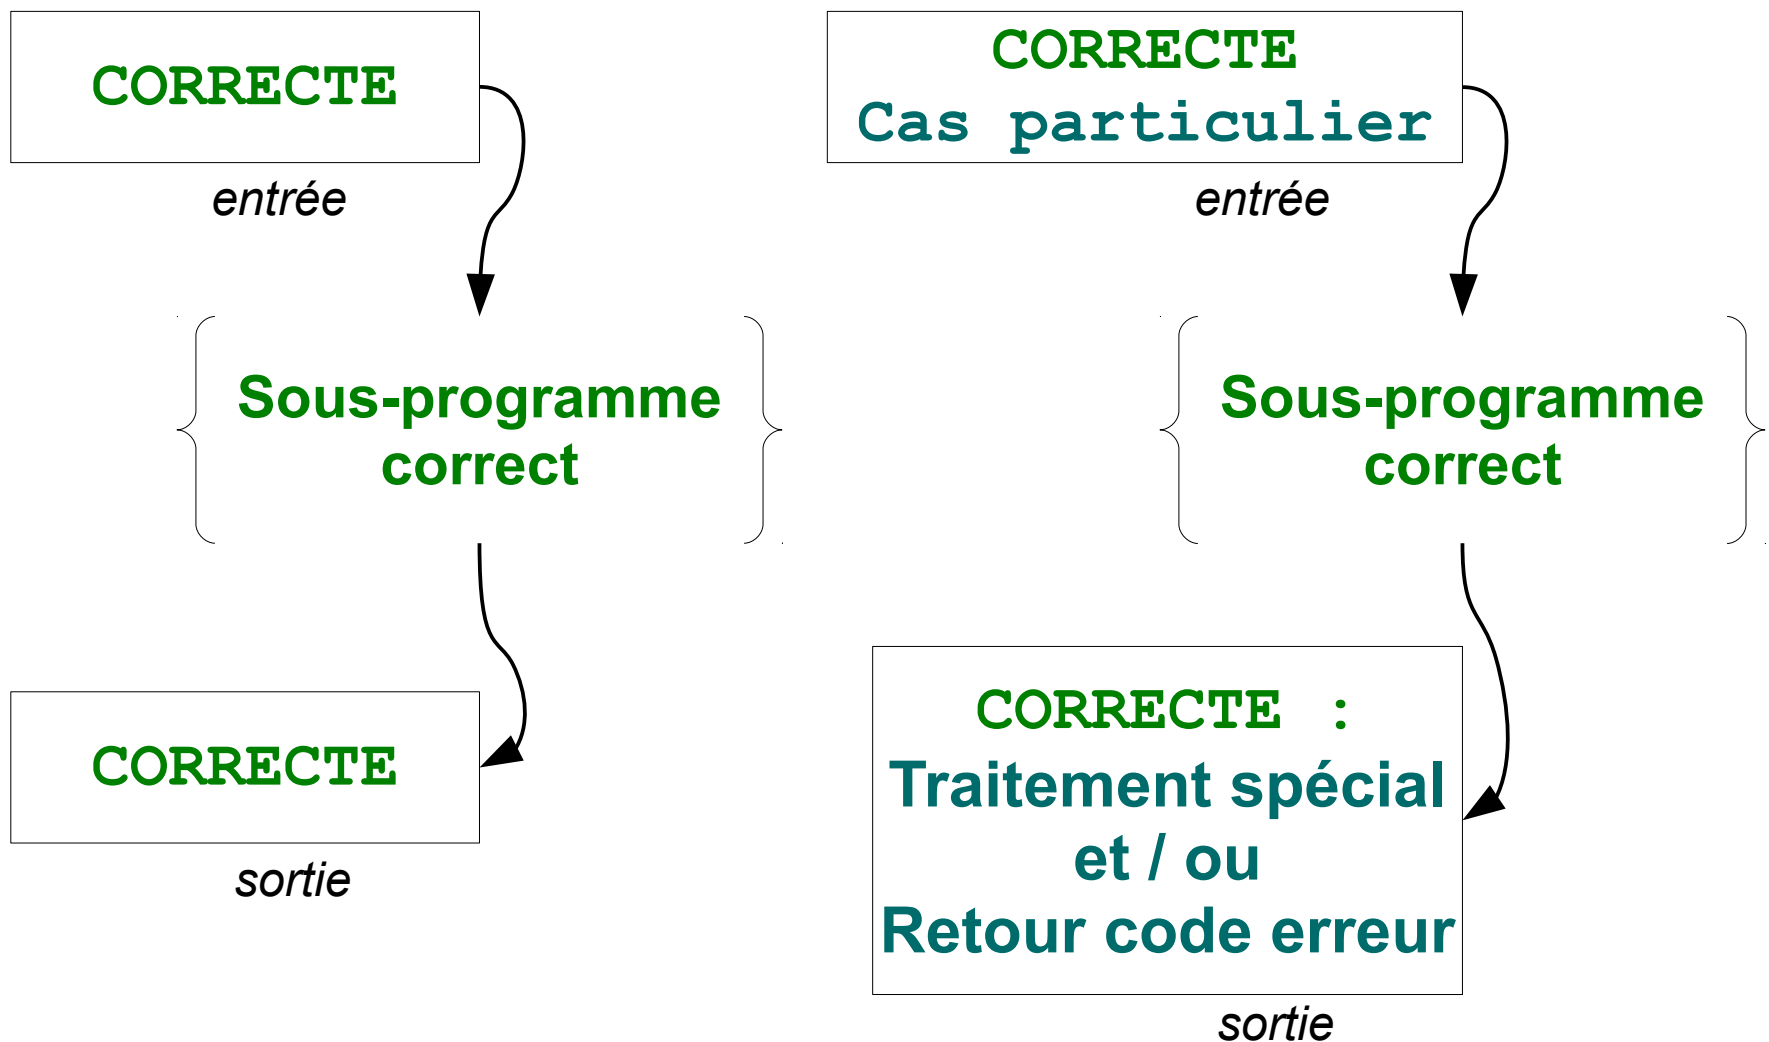 CORRECTE
entrée
Sous-programme
correct
CORRECTE
sortie
CORRECTE
Cas particulier
entrée
Sous-programme
correct
CORRECTE :
Traitement spécial
et / ou
Retour code erreur
sortie